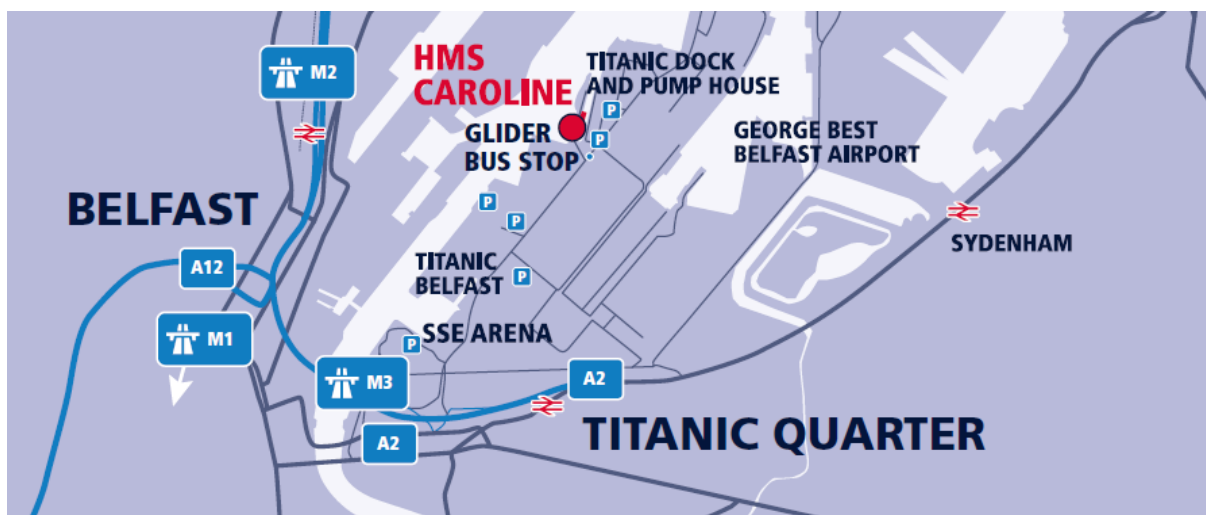 M2
HMS
CAROLINE
TITANIC DOCK
AND PUMP HOUSE
P
GLIDER
BUS STOP
P
GEORGE BEST
BELFAST AIRPORT
BELFAST
P
P
SYDENHAM
A12
TITANIC
BELFAST
P
M1
P
SSE ARENA
M3
A2
TITANIC QUARTER
A2